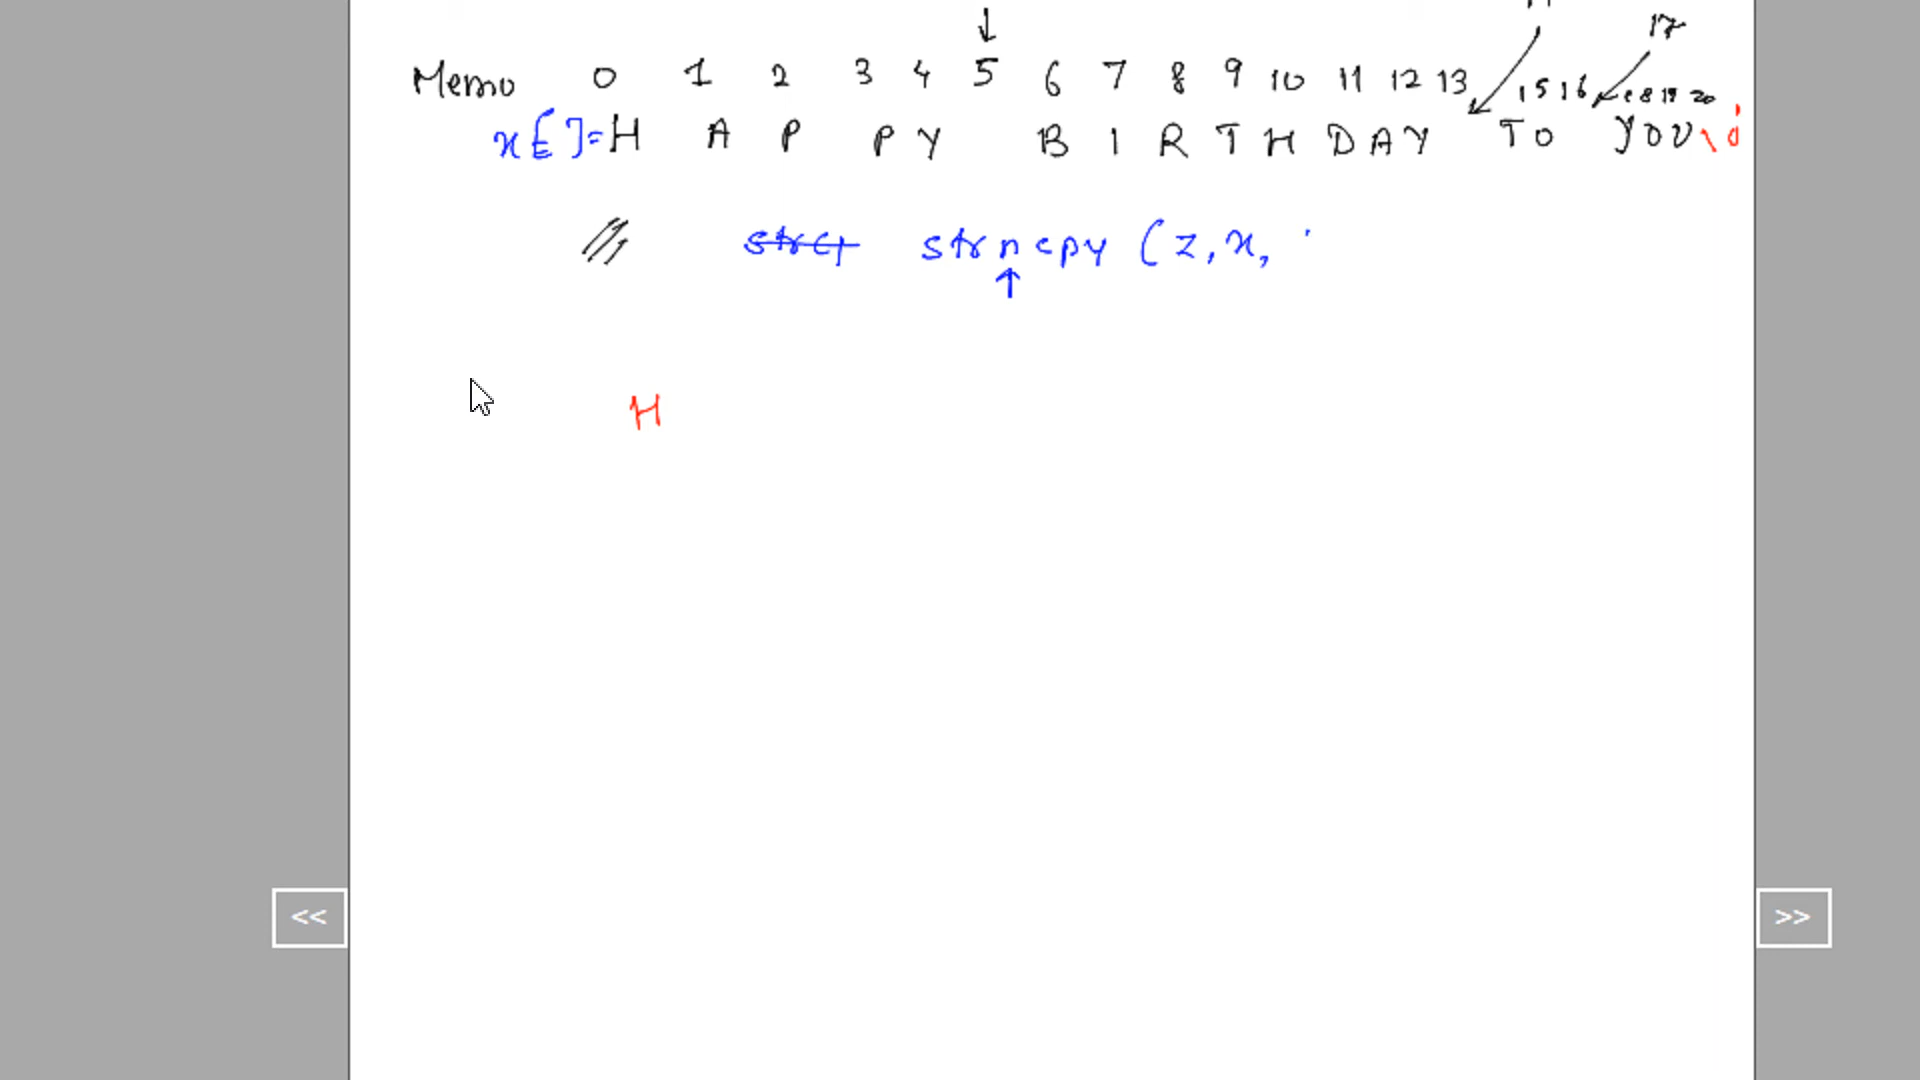 17
Memo 0 1 2 3 4 5 6 7 8 9 10 11 12 13 15 16 18 19 20
x[]=H A P P Y B I R T H D A Y T O Y O U \0
strcp strncpy (z, x,
H
<< >>